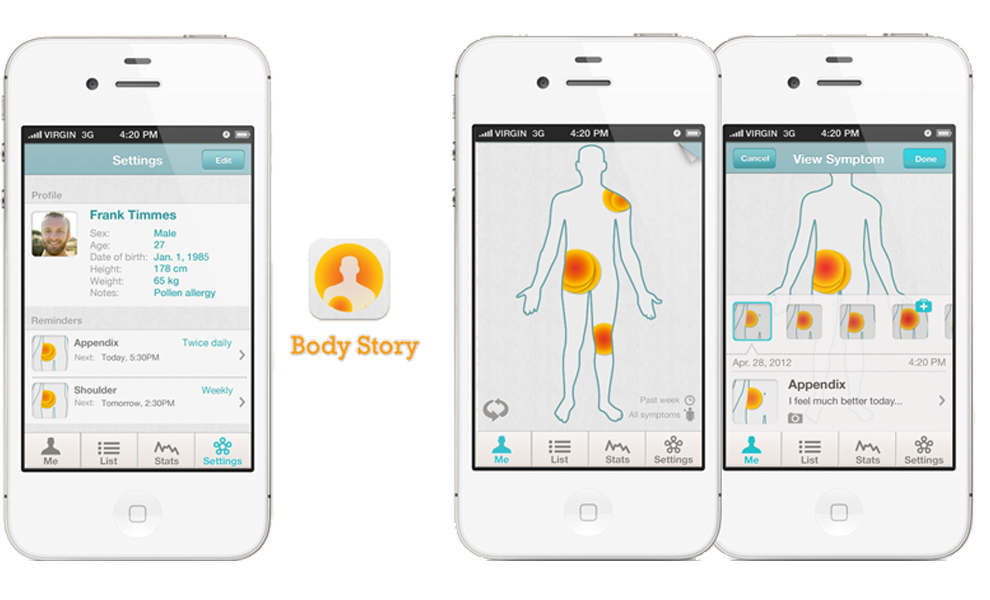 VIRGIN 3G 4:20 PM
Settings Edit
Profile
Frank Timmes
Sex: Male
Age: 27
Date of birth: Jan. 1, 1985
Height: 178 cm
Weight: 65 kg
Notes: Pollen allergy
Reminders
Appendix Twice daily
Next: Today, 5:30PM
Shoulder Weekly
Next: Tomorrow, 2:30PM
Me List Stats Settings
Body Story
VIRGIN 3G 4:20 PM
Past week
All symptoms
Me List Stats Settings
VIRGIN 3G 4:20 PM
Cancel View Symptom Done
Apr. 28, 2012 4:20 PM
Appendix
I feel much better today...
Me List Stats Settings